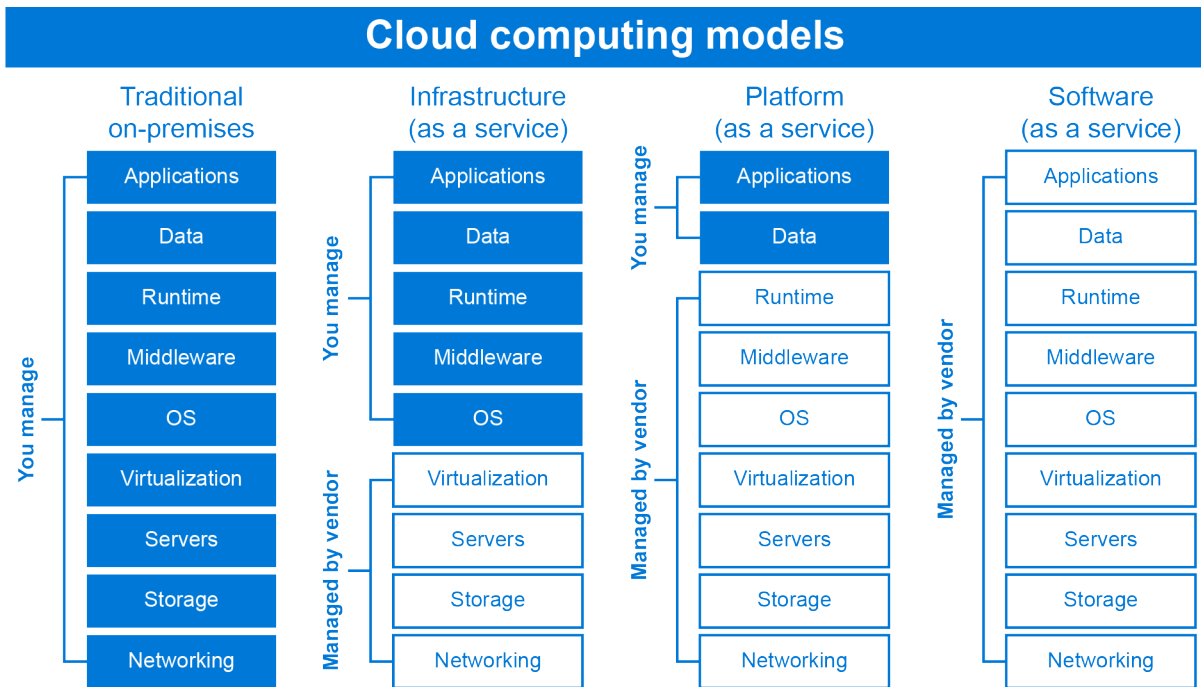 Cloud computing models
Traditional
on-premises
You manage
Applications
Data
Runtime
Middleware
OS
Virtualization
Servers
Storage
Networking
Infrastructure
(as a service)
You manage
Applications
Data
Runtime
Middleware
OS
Managed by vendor
Virtualization
Servers
Storage
Networking
Platform
(as a service)
You manage
Applications
Data
Managed by vendor
Runtime
Middleware
OS
Virtualization
Servers
Storage
Networking
Software
(as a service)
Managed by vendor
Applications
Data
Runtime
Middleware
OS
Virtualization
Servers
Storage
Networking